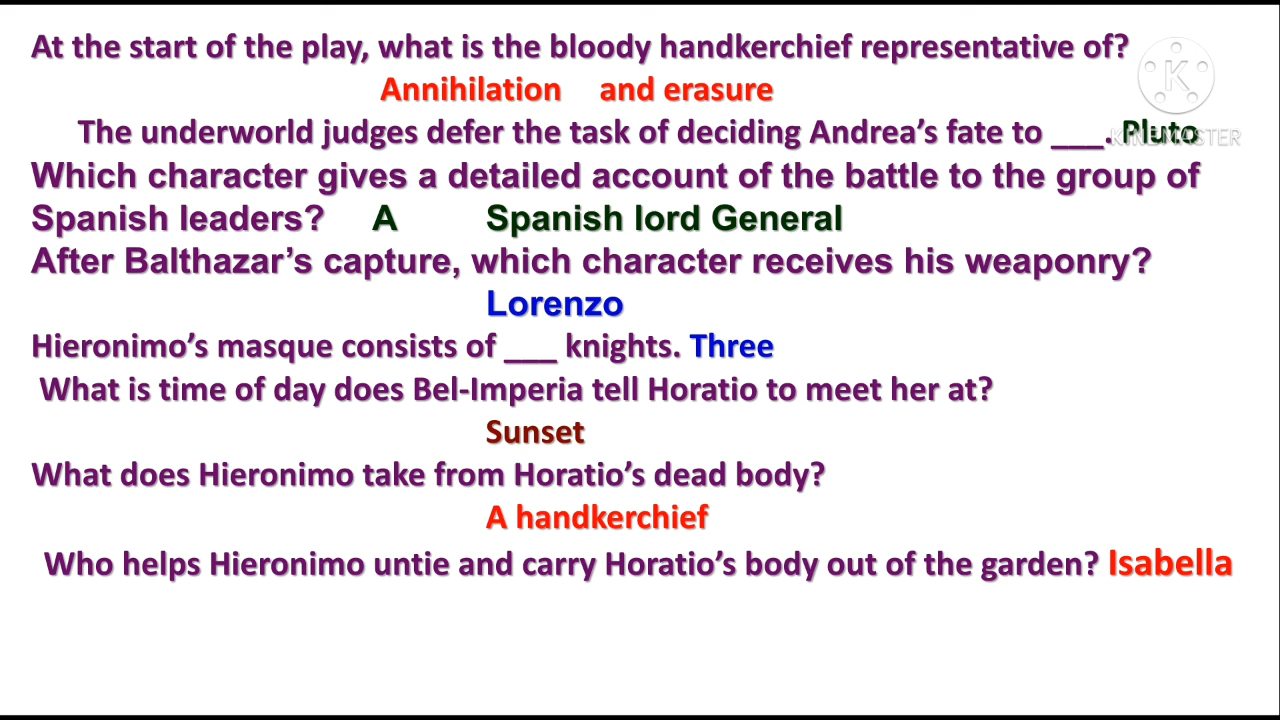 At the start of the play, what is the bloody handkerchief representative of?
Annihilation and erasure
The underworld judges defer the task of deciding Andrea’s fate to ___. Pluto
KINEMASTER
Which character gives a detailed account of the battle to the group of
Spanish leaders? A Spanish lord General
After Balthazar’s capture, which character receives his weaponry?
Lorenzo
Hieronimo’s masque consists of ___ knights. Three
What is time of day does Bel-Imperia tell Horatio to meet her at?
Sunset
What does Hieronimo take from Horatio’s dead body?
A handkerchief
Who helps Hieronimo untie and carry Horatio’s body out of the garden? Isabella